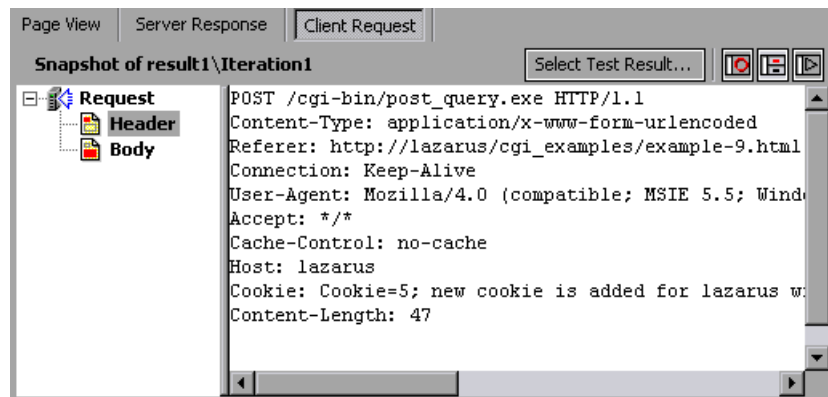 Page View Server Response Client Request
Snapshot of result1\Iteration1 Select Test Result...
Request
Header
Body
POST /cgi-bin/post_query.exe HTTP/1.1
Content-Type: application/x-www-form-urlencoded
Referer: http://lazarus/cgi_examples/example-9.html
Connection: Keep-Alive
User-Agent: Mozilla/4.0 (compatible; MSIE 5.5;
Accept: */*
Cache-Control: no-cache
Host: lazarus
Cookie: Cookie=5; new cookie is added for lazarus
Content-Length: 47